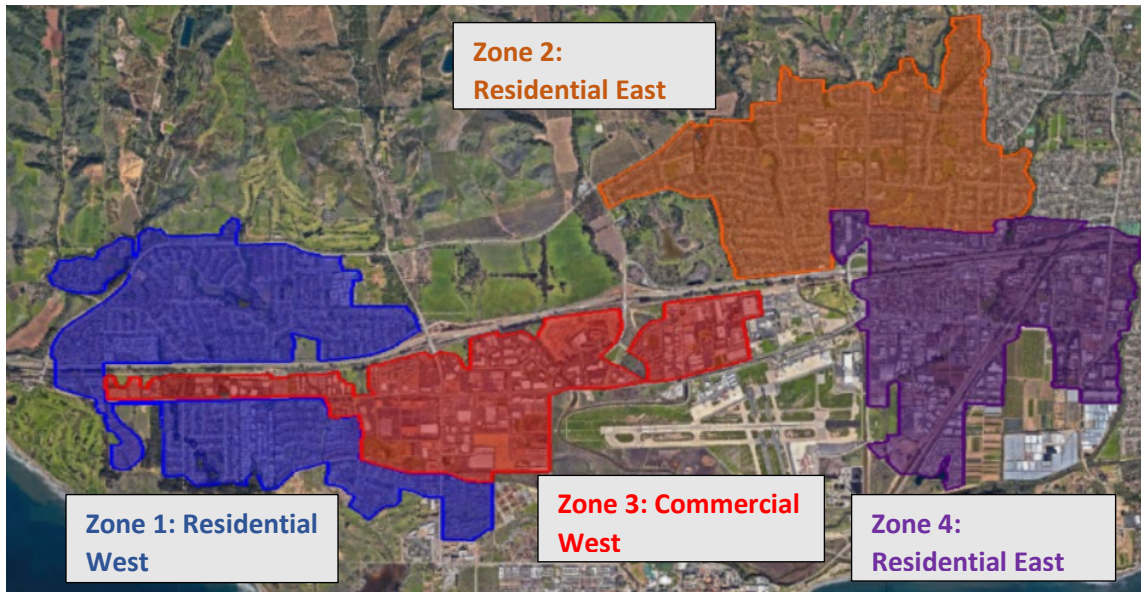 Zone 2:
Residential East
Zone 1: Residential
West
Zone 3: Commercial
West
Zone 4:
Residential East